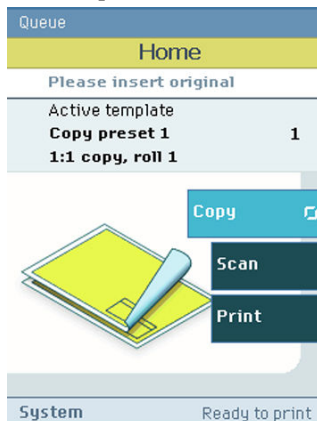 Queue
Home
Please insert original
Active template
Copy preset 1 1
1:1 copy, roll 1
Copy
Scan
Print
System Ready to print